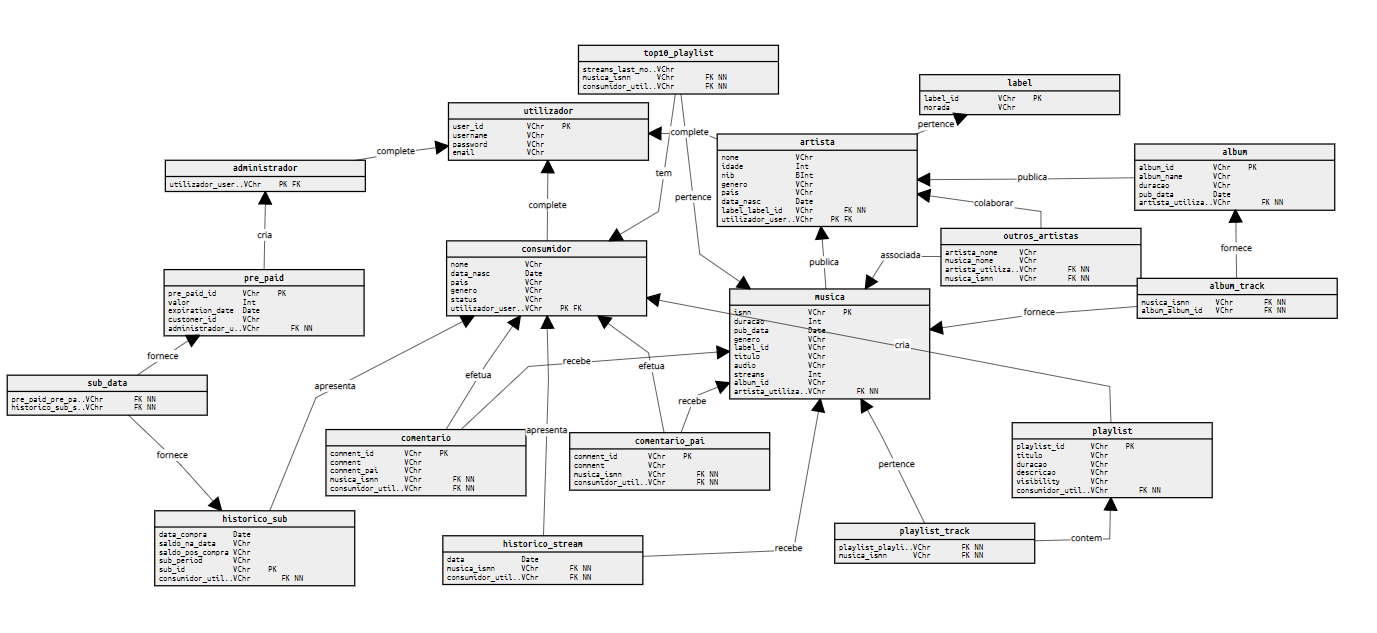 top10_playlist
streams_last_mo..VChr
musica_ismn VChr FK NN
consumidor_util..VChr FK NN
label
label_id VChr PK
morada VChr
utilizador
user_id VChr PK
username VChr
password VChr
email VChr
complete
pertence
artista
nome VChr
idade Int
nib BInt
genero VChr
pais VChr
data_nasc Date
label_label_id VChr FK NN
utilizador_user..VChr PK FK
album
album_id VChr PK
album_name VChr
duracao VChr
pub_data Date
artista_utiliza..VChr FK NN
complete
administrador
utilizador_user..VChr PK FK
tem
publica
pertence
complete
colaborar
cria
outros_artistas
artista_nome VChr
musica_nome VChr
artista_utiliza..VChr FK NN
musica_ismn VChr FK NN
consumidor
nome VChr
data_nasc Date
pais VChr
genero VChr
status VChr
utilizador_user..VChr PK FK
fornece
associada
publica
pre_paid
pre_paid_id VChr PK
valor Int
expiration_date Date
customer_id VChr
administrador_u..VChr FK NN
album_track
musica_ismn VChr FK NN
album_album_id VChr FK NN
musica
ismn VChr PK
duracao Int
pub_data Date
genero VChr
label_id VChr
titulo VChr
audio VChr
streams Int
album_id VChr
artista_utiliza..VChr FK NN
fornece
cria
fornece
recebe
efetua
efetua
apresenta
sub_data
pre_paid_pre_pa..VChr FK NN
historico_sub_s..VChr FK NN
recebe
apresenta
comentario
comment_id VChr PK
comment VChr
comment_pai VChr
musica_ismn VChr FK NN
consumidor_util..VChr FK NN
comentario_pai
comment_id VChr PK
comment VChr
musica_ismn VChr FK NN
consumidor_util..VChr FK NN
playlist
playlist_id VChr PK
titulo VChr
duracao VChr
descricao VChr
visibility VChr
consumidor_util..VChr FK NN
fornece
pertence
historico_sub
data_compra Date
saldo_na_data VChr
saldo_pos_compra VChr
sub_period VChr
sub_id VChr PK
consumidor_util..VChr FK NN
historico_stream
data Date
musica_ismn VChr FK NN
consumidor_util..VChr FK NN
recebe
playlist_track
playlist_playli..VChr FK NN
musica_ismn VChr FK NN
contem